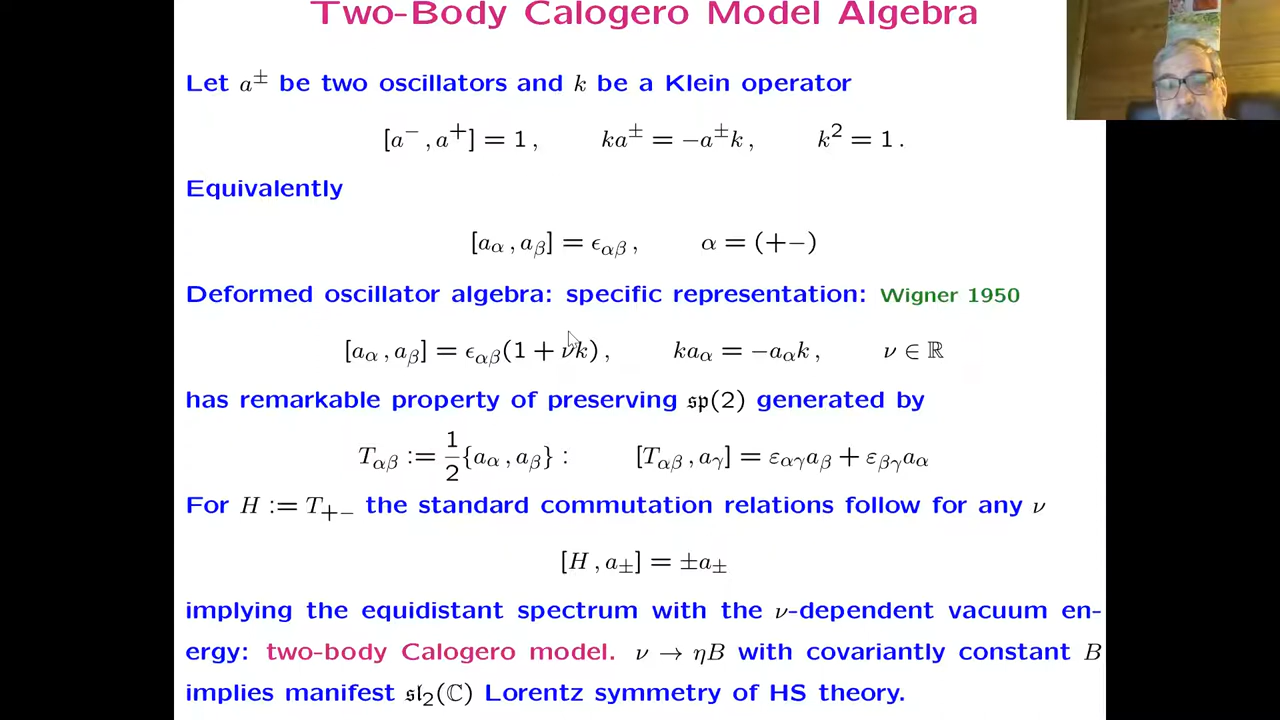 Two-Body Calogero Model Algebra
Let a^± be two oscillators and k be a Klein operator
[a^−, a^+] = 1,  ka^± = −a^±k,  k^2 = 1.
Equivalently
[a_α, a_β] = ϵ_αβ,  α = (+−)
Deformed oscillator algebra: specific representation: Wigner 1950
[a_α, a_β] = ϵ_αβ(1 + νk),  ka_α = −a_αk,  ν ∈ ℝ
has remarkable property of preserving 𝔰𝔭(2) generated by
T_αβ := 1/2 {a_α, a_β} :  [T_αβ, a_γ] = ε_αγ a_β + ε_βγ a_α
For H := T_+− the standard commutation relations follow for any ν
[H, a_±] = ±a_±
implying the equidistant spectrum with the ν-dependent vacuum en-
ergy: two-body Calogero model. ν → ηB with covariantly constant B
implies manifest 𝔰𝔩_2(ℂ) Lorentz symmetry of HS theory.